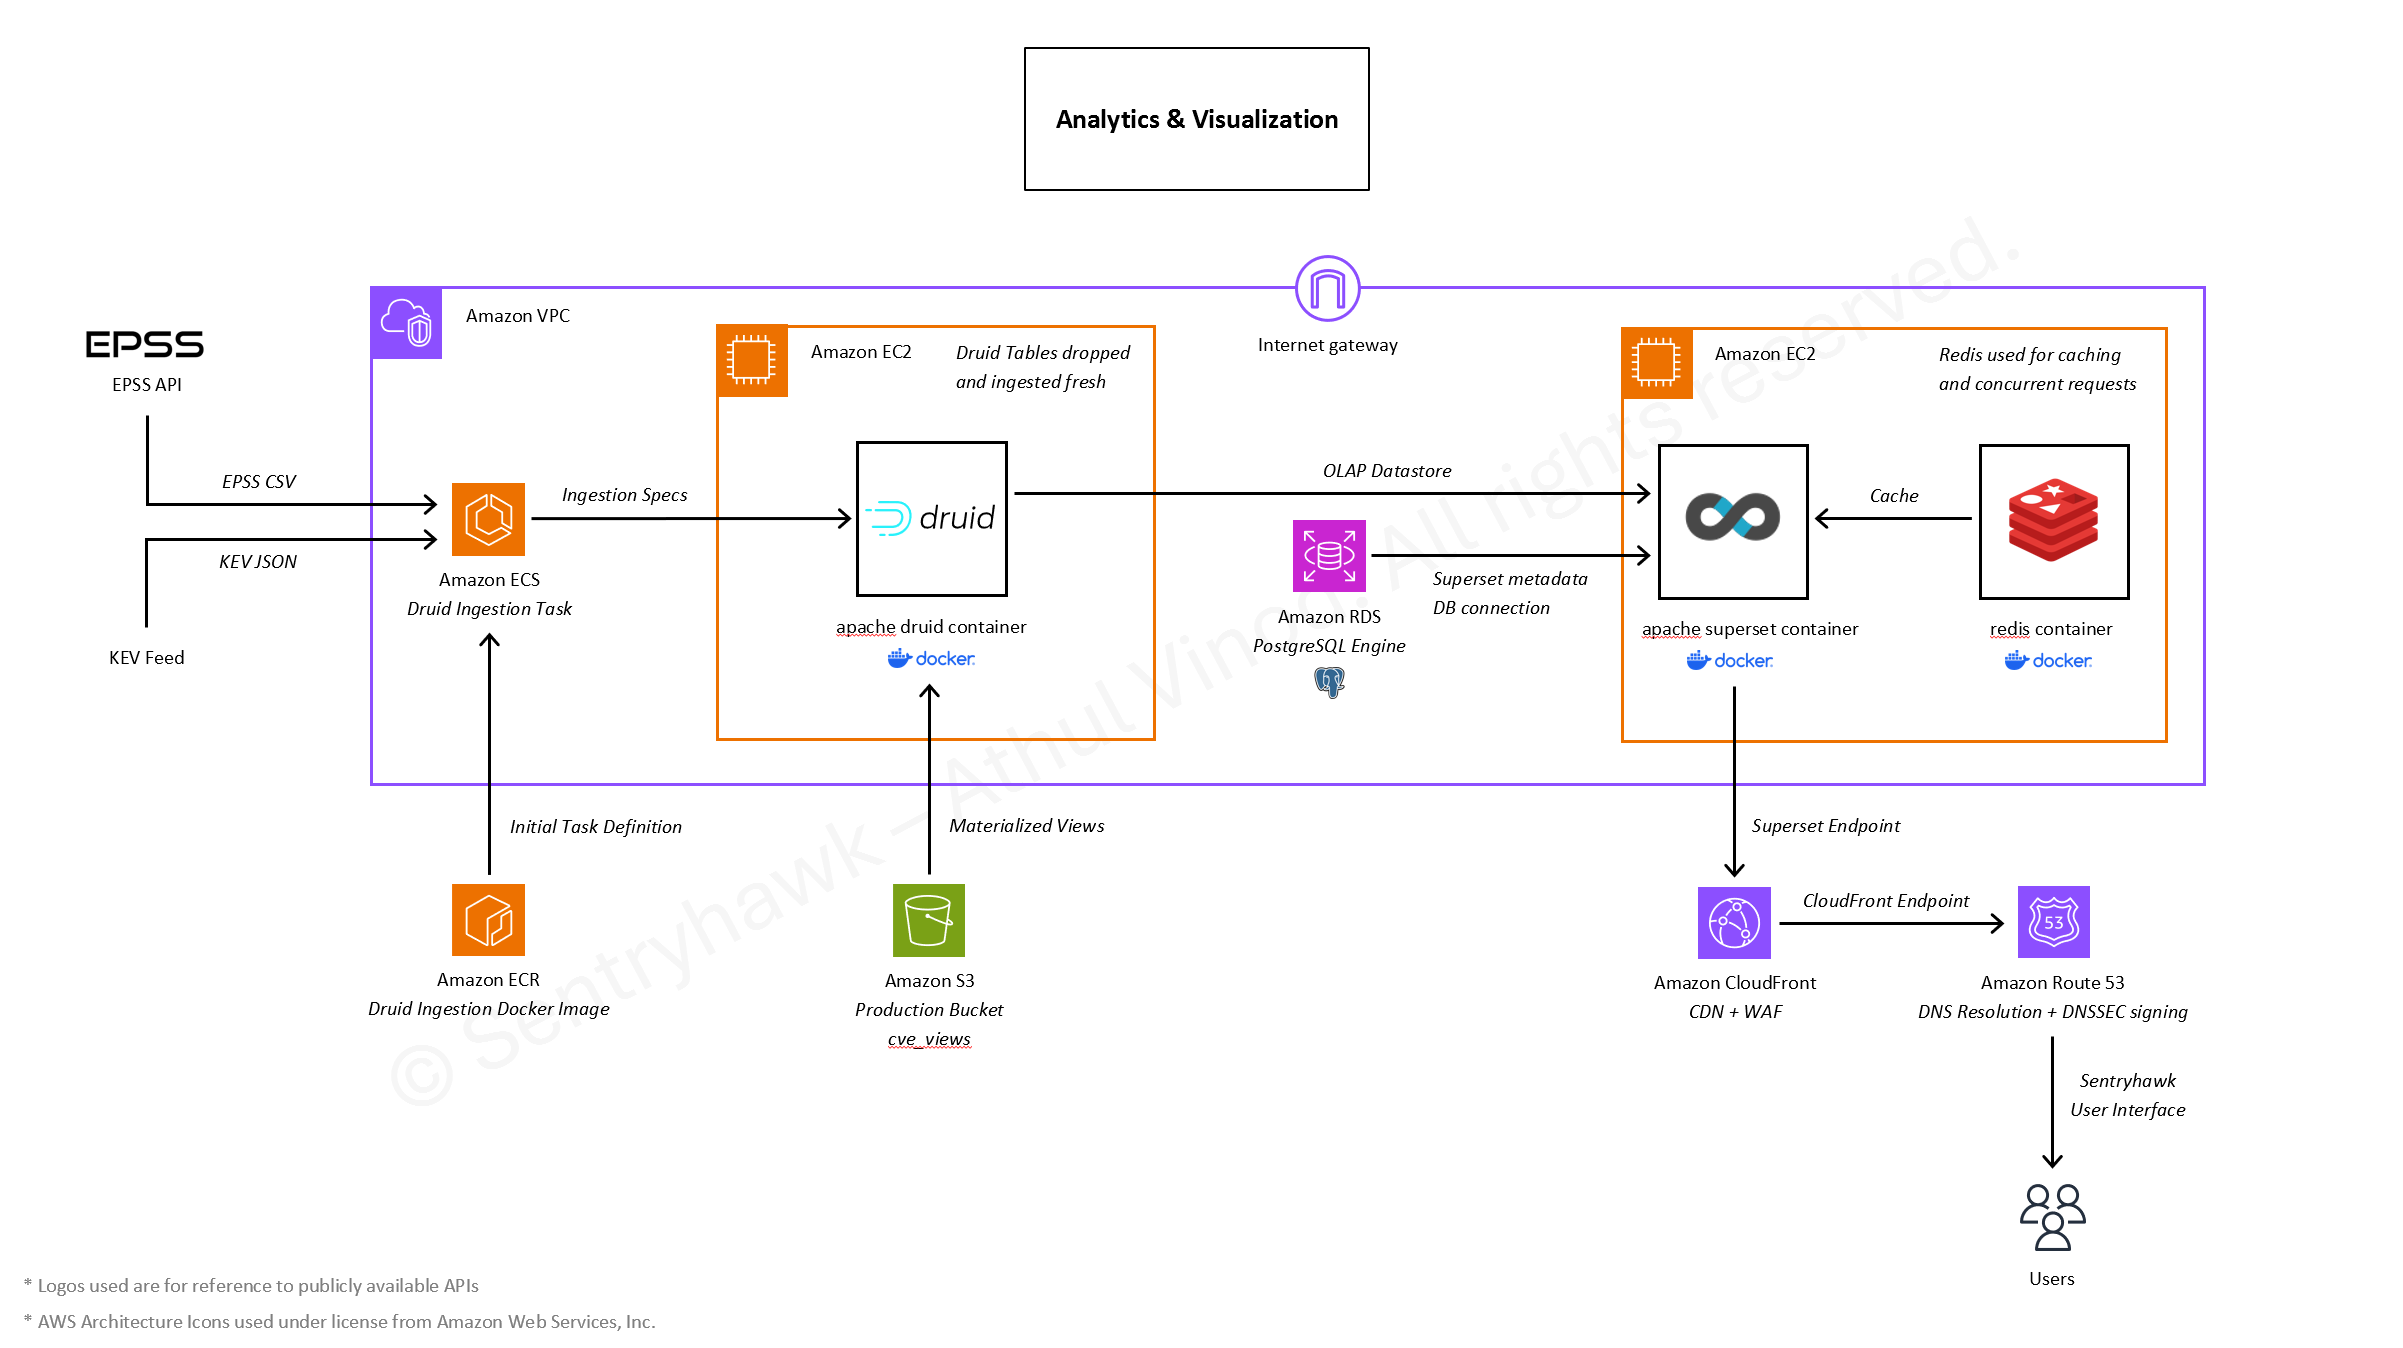 Analytics & Visualization
Internet gateway
Amazon VPC
EPSS
EPSS API
EPSS CSV
KEV JSON
KEV Feed
Amazon ECS
Druid Ingestion Task
Ingestion Specs
Amazon EC2
Druid Tables dropped
and ingested fresh
druid
apache druid container
docker
OLAP Datastore
Amazon RDS
PostgreSQL Engine
Superset metadata
DB connection
Amazon EC2
Redis used for caching
and concurrent requests
Cache
apache superset container
docker
redis container
docker
Initial Task Definition
Amazon ECR
Druid Ingestion Docker Image
Materialized Views
Amazon S3
Production Bucket
cve_views
Superset Endpoint
Amazon CloudFront
CDN + WAF
CloudFront Endpoint
53
Amazon Route 53
DNS Resolution + DNSSEC signing
Sentryhawk
User Interface
Users
© Sentryhawk – Athul Vinod. All rights reserved.
* Logos used are for reference to publicly available APIs
* AWS Architecture Icons used under license from Amazon Web Services, Inc.